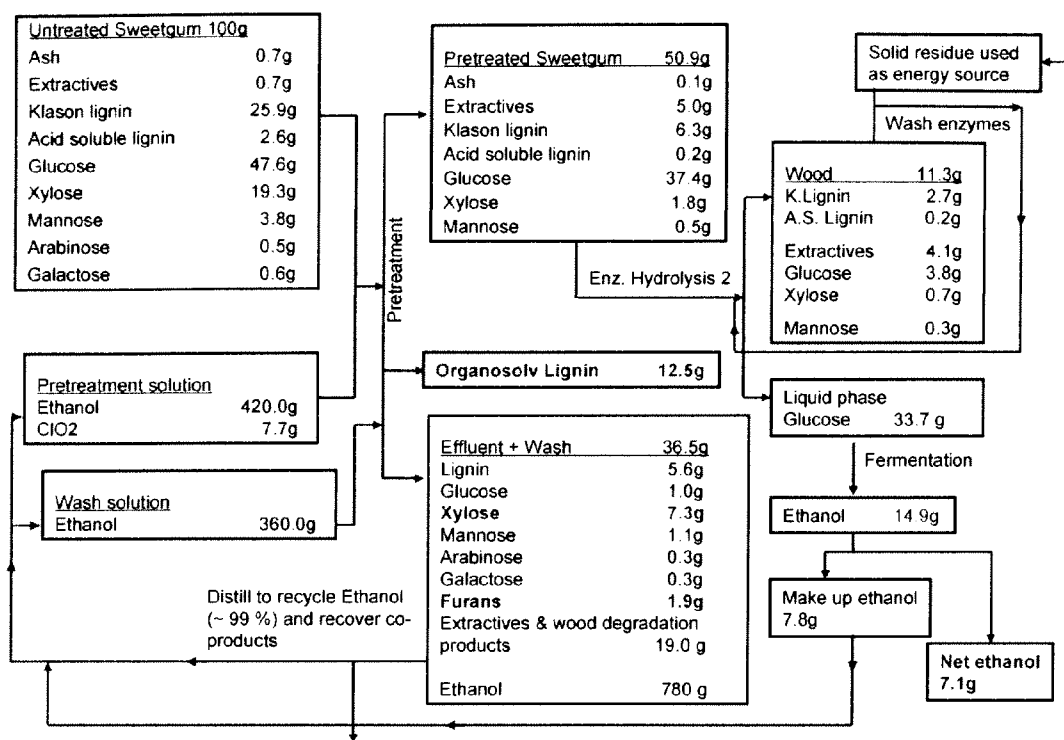 Untreated Sweetgum 100g
Ash 0.7g
Extractives 0.7g
Klason lignin 25.9g
Acid soluble lignin 2.6g
Glucose 47.6g
Xylose 19.3g
Mannose 3.8g
Arabinose 0.5g
Galactose 0.6g
Pretreatment solution
Ethanol 420.0g
ClO2 7.7g
Wash solution
Ethanol 360.0g
Distill to recycle Ethanol
(~ 99 %) and recover co-
products
Pretreatment
Pretreated Sweetgum 50.9g
Ash 0.1g
Extractives 5.0g
Klason lignin 6.3g
Acid soluble lignin 0.2g
Glucose 37.4g
Xylose 1.8g
Mannose 0.5g
Enz. Hydrolysis 2
Organosolv Lignin 12.5g
Effluent + Wash 36.5g
Lignin 5.6g
Glucose 1.0g
Xylose 7.3g
Mannose 1.1g
Arabinose 0.3g
Galactose 0.3g
Furans 1.9g
Extractives & wood degradation
products 19.0 g
Ethanol 780 g
Solid residue used
as energy source
Wash enzymes
Wood 11.3g
K.Lignin 2.7g
A.S. Lignin 0.2g
Extractives 4.1g
Glucose 3.8g
Xylose 0.7g
Mannose 0.3g
Liquid phase
Glucose 33.7 g
Fermentation
Ethanol 14.9g
Make up ethanol
7.8g
Net ethanol
7.1g